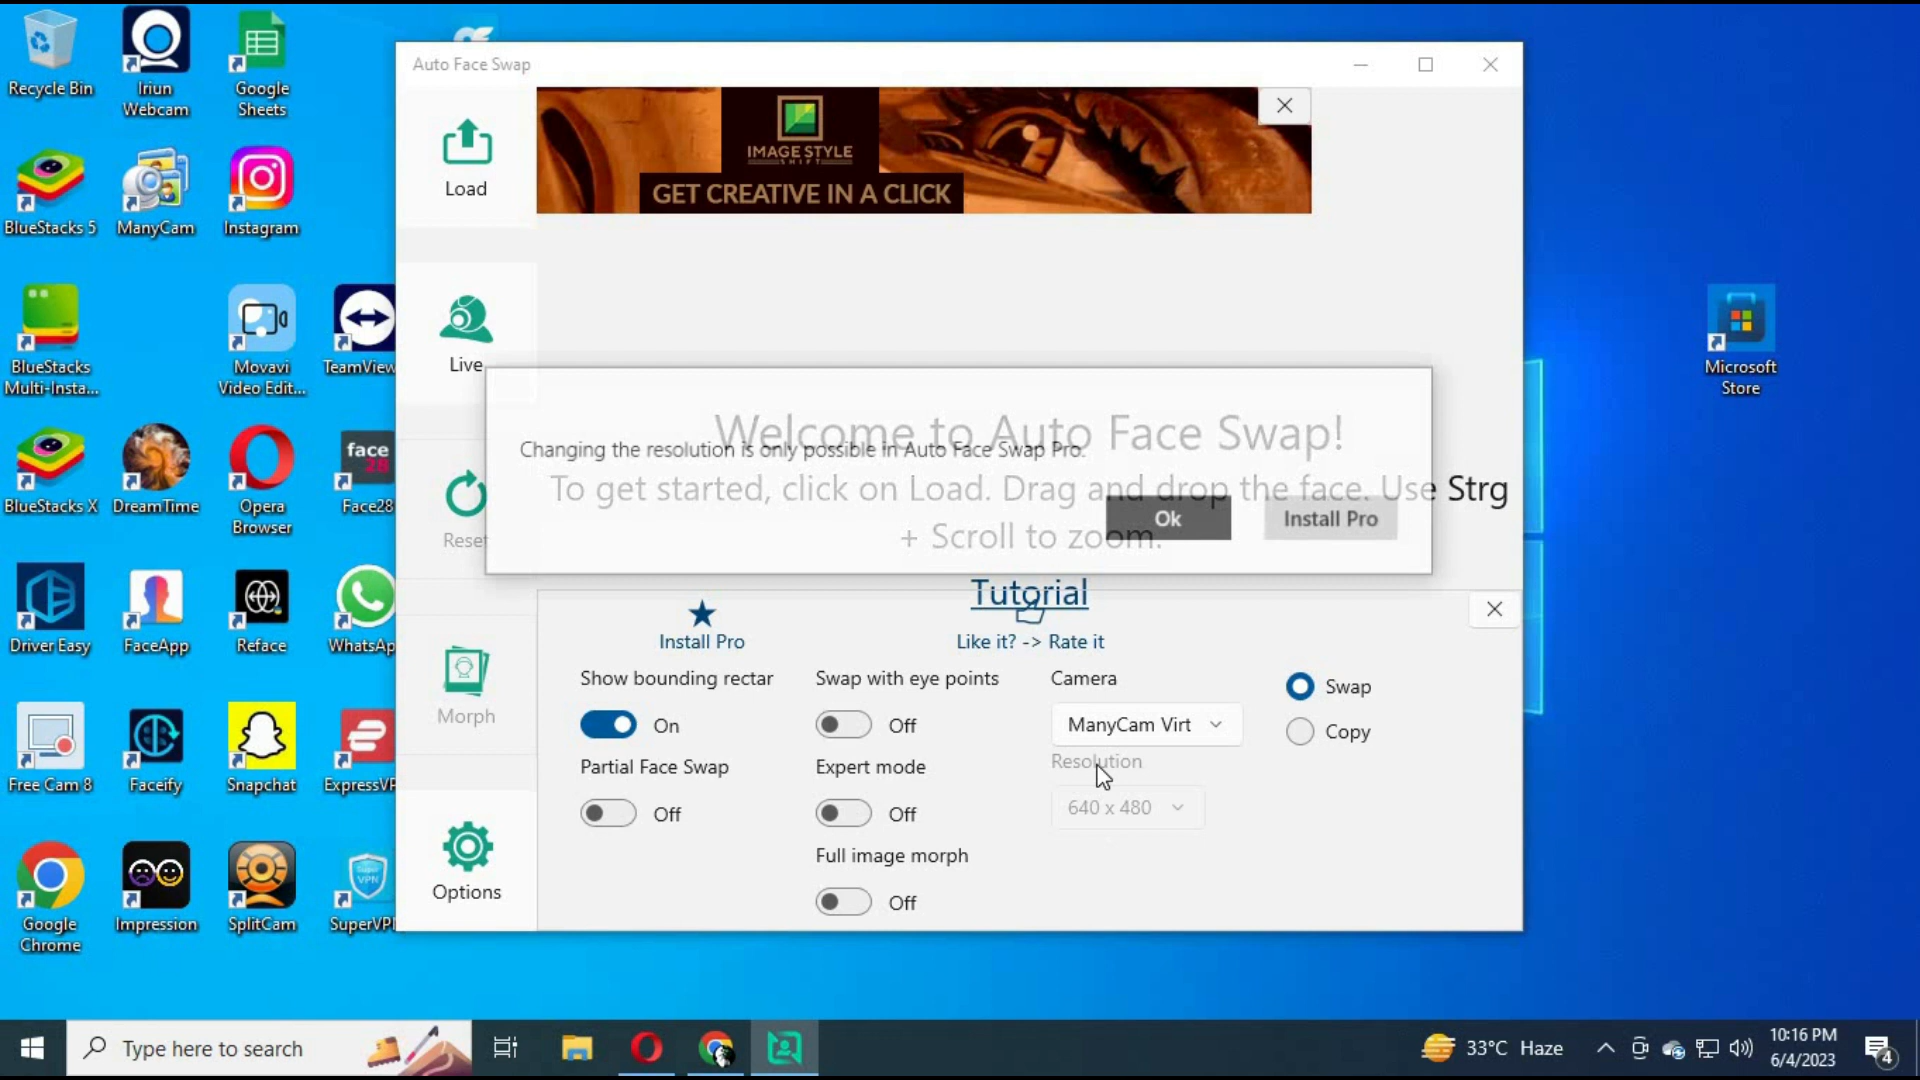 Recycle Bin
Iriun
Webcam
Google
Sheets
BlueStacks 5
ManyCam
Instagram
BlueStacks
Multi-Insta...
Movavi
Video Edit...
TeamView
BlueStacks X
DreamTime
Opera
Browser
face
28
Face28
Driver Easy
FaceApp
Reface
WhatsAp
Free Cam 8
Faceify
Snapchat
ExpressVP
Google
Chrome
Impression
SplitCam
Super
VPN
SuperVPI
Microsoft
Store
Auto Face Swap
Load
Live
Reset
Morph
Options
IMAGE STYLE
SHIFT
GET CREATIVE IN A CLICK
Welcome to Auto Face Swap!
Changing the resolution is only possible in Auto Face Swap Pro.
To get started, click on Load. Drag and drop the face. Use Strg
+ Scroll to zoom.
Ok
Install Pro
Tutorial
Install Pro
Like it? -> Rate it
Show bounding rectar
On
Swap with eye points
Off
Camera
ManyCam Virt
Swap
Copy
Partial Face Swap
Off
Expert mode
Off
Resolution
640 x 480
Full image morph
Off
Type here to search
33°C Haze
10:16 PM
6/4/2023
4